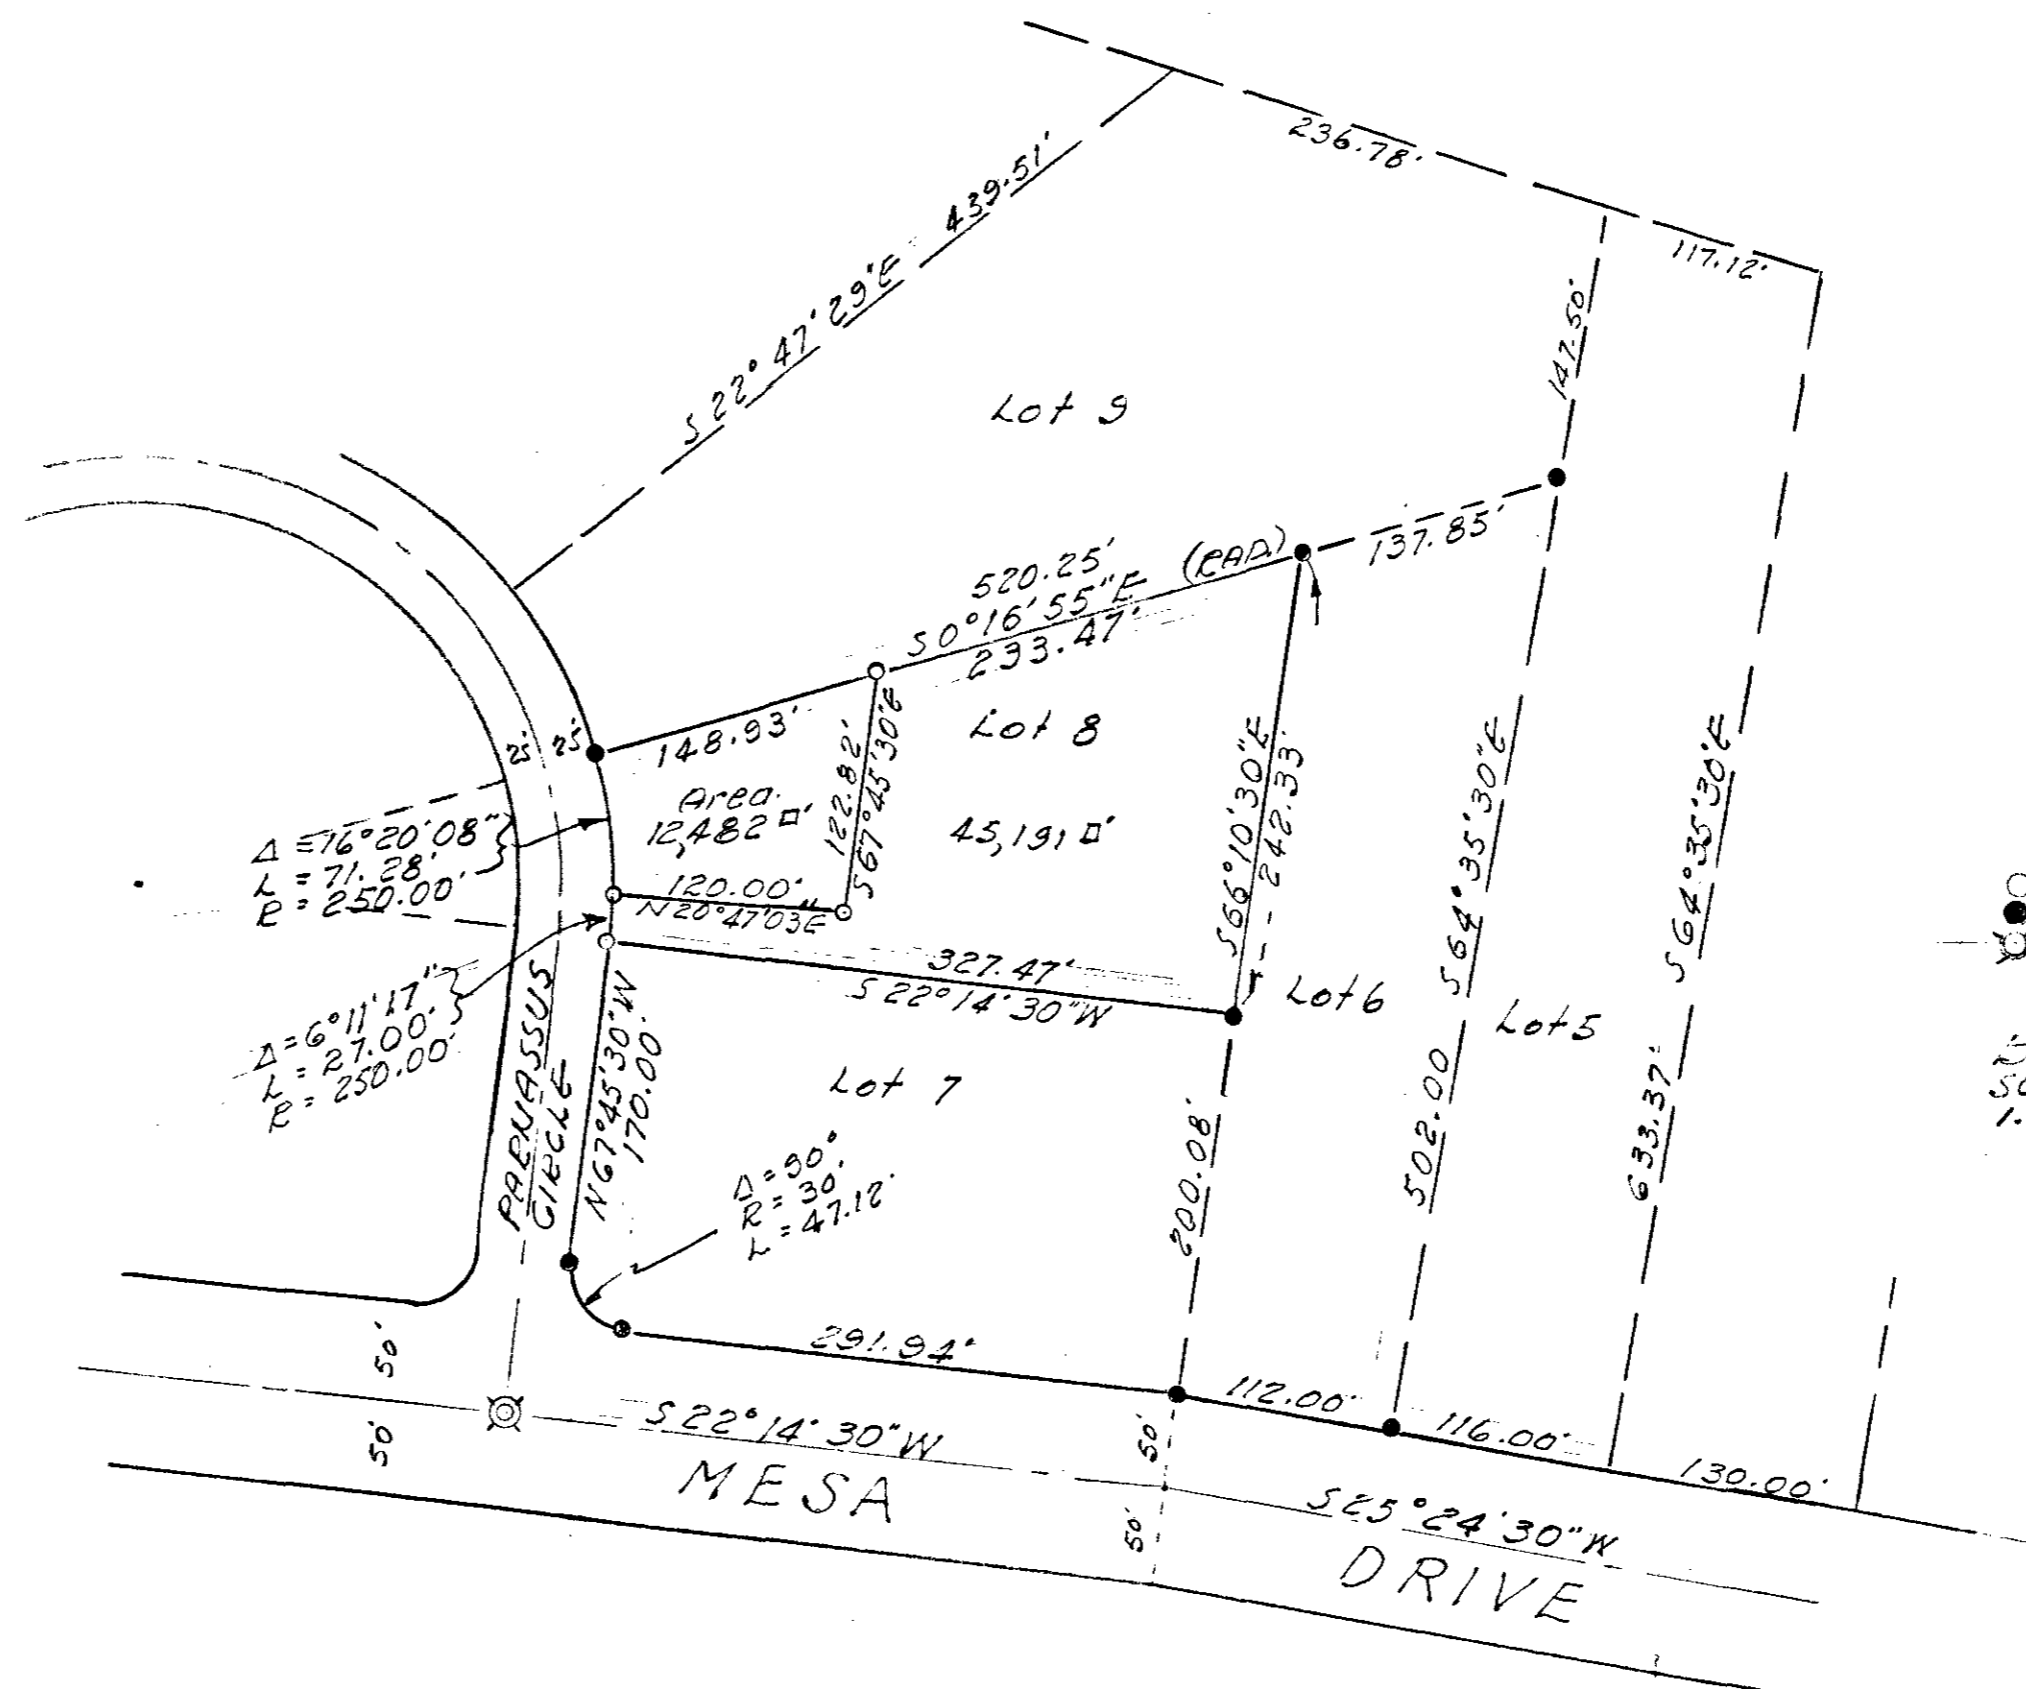 236.78'
117.12'
S 22° 47' 29"E 439.51'
147.50'
Lot 9
520.25'
S 0°16' 55"E (RAD.)
233.47'
137.85'
148.93'
Lot 8
25' 25'
122.82'
S67°45'30"E
Area
12,482 □'
45,191 □'
S66°10'30"E
242.33'
S 64°35'30"E
502.00
S 64°35'30"E
633.37'
Δ = 16°20'08"
L = 71.28'
R = 250.00'
120.00'
N20°47'03"E
327.47'
S 22°14'30"W
Lot 6
Lot 5
Δ = 6°11'17"
L = 27.00'
R = 250.00'
PARNASSUS
CIRCLE
N67°45'30"W
170.00'
Lot 7
Δ = 90°
R = 30'
L = 47.12'
200.08'
291.94'
112.00'
116.00'
130.00'
50'
50'
50'
50'
S 22°14'30"W
MESA
S25°24'30"W
DRIVE